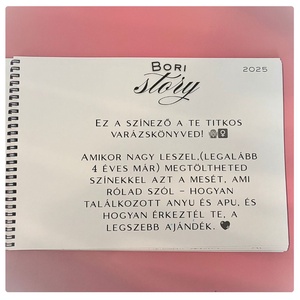 BORI
story
2025
EZ A SZÍNEZŐ A TE TITKOS
VARÁZSKÖNYVED!
AMIKOR NAGY LESZEL,(LEGALÁBB
4 ÉVES MÁR) MEGTÖLTHETED
SZÍNEKKEL AZT A MESÉT, AMI
RÓLAD SZÓL – HOGYAN
TALÁLKOZOTT ANYU ÉS APU, ÉS
HOGYAN ÉRKEZTÉL TE, A
LEGSZEBB AJÁNDÉK. 🖤